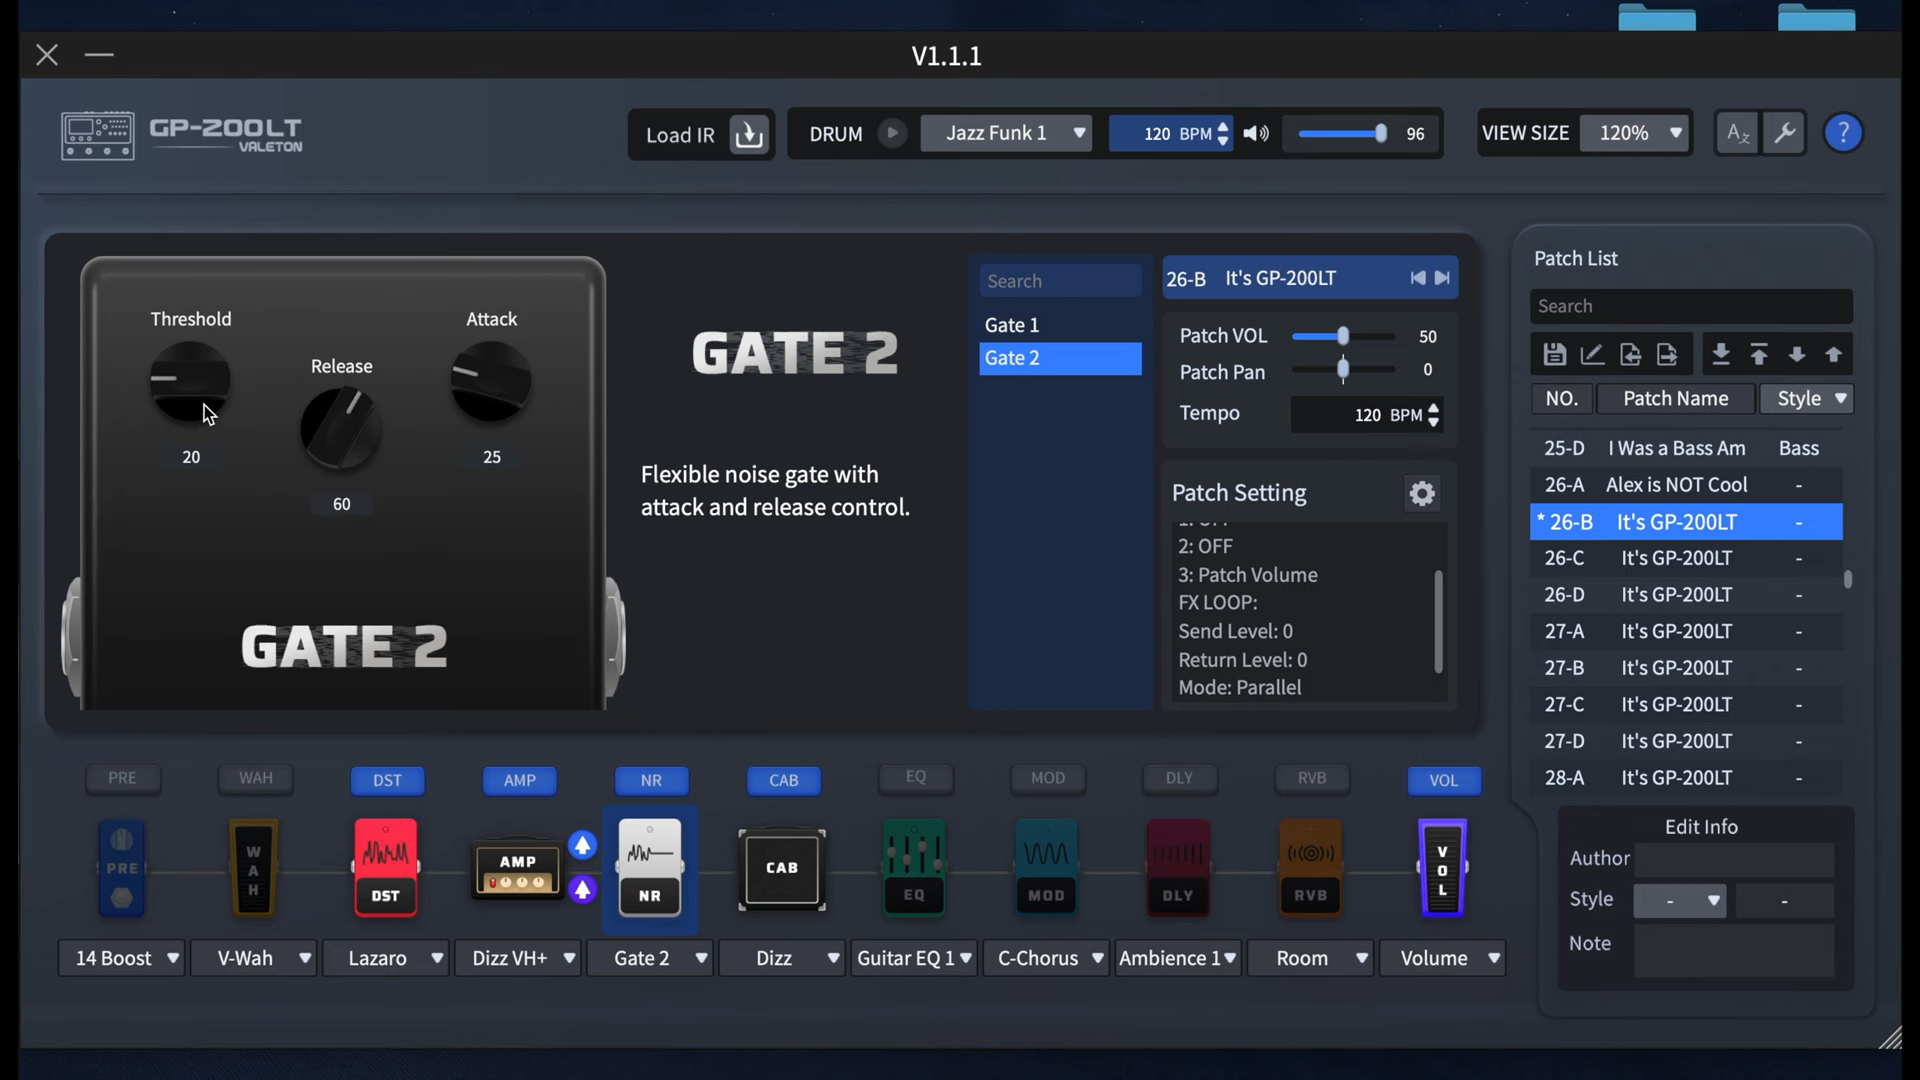 V1.1.1
GP-200LT
VALETON
Load IR
DRUM
Jazz Funk 1
120 BPM
96
VIEW SIZE
120%
A
?
Threshold
20
Release
60
Attack
25
GATE 2
GATE 2
Flexible noise gate with
attack and release control.
Search
Gate 1
Gate 2
26-B It's GP-200LT
Patch VOL 50
Patch Pan 0
Tempo 120 BPM
Patch Setting
1: OFF
2: OFF
3: Patch Volume
FX LOOP:
Send Level: 0
Return Level: 0
Mode: Parallel
Patch List
Search
NO. Patch Name Style
25-D I Was a Bass Am Bass
26-A Alex is NOT Cool -
* 26-B It's GP-200LT -
26-C It's GP-200LT -
26-D It's GP-200LT -
27-A It's GP-200LT -
27-B It's GP-200LT -
27-C It's GP-200LT -
27-D It's GP-200LT -
28-A It's GP-200LT -
Edit Info
Author
Style - -
Note
PRE WAH DST AMP NR CAB EQ MOD DLY RVB VOL
PRE WAH DST AMP NR CAB EQ MOD DLY RVB VOL
14 Boost V-Wah Lazaro Dizz VH+ Gate 2 Dizz Guitar EQ 1 C-Chorus Ambience 1 Room Volume